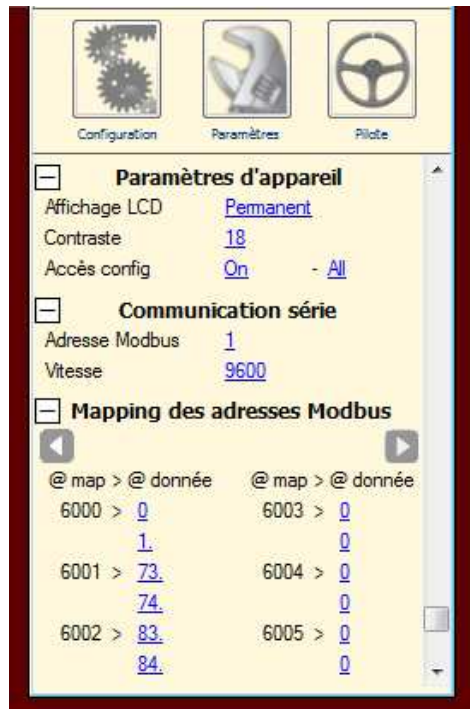 Configuration Paramètres Pilote
Paramètres d'appareil
Affichage LCD Permanent
Contraste 18
Accès config On - All
Communication série
Adresse Modbus 1
Vitesse 9600
Mapping des adresses Modbus
@ map > @ donnée @ map > @ donnée
6000 > 0 6003 > 0
1. 0
6001 > 73. 6004 > 0
74. 0
6002 > 83. 6005 > 0
84. 0